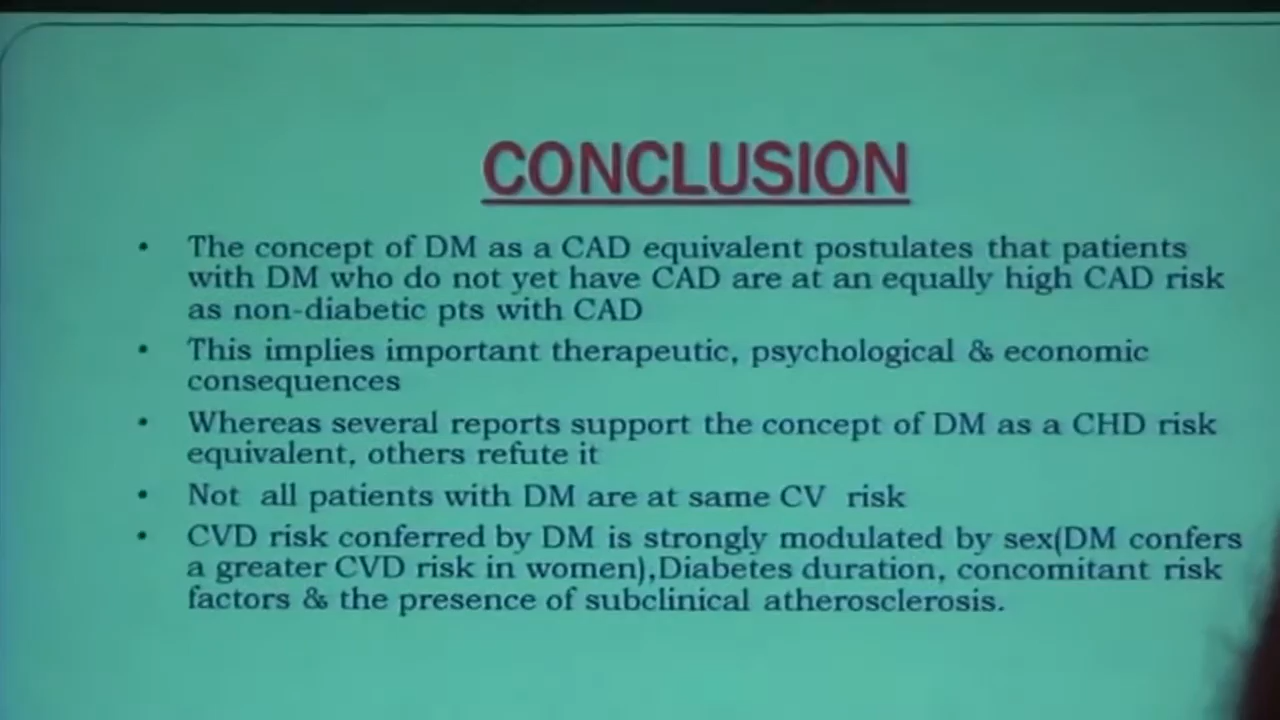 CONCLUSION
• The concept of DM as a CAD equivalent postulates that patients
with DM who do not yet have CAD are at an equally high CAD risk
as non-diabetic pts with CAD
• This implies important therapeutic, psychological & economic
consequences
• Whereas several reports support the concept of DM as a CHD risk
equivalent, others refute it
• Not all patients with DM are at same CV risk
• CVD risk conferred by DM is strongly modulated by sex(DM confers
a greater CVD risk in women),Diabetes duration, concomitant risk
factors & the presence of subclinical atherosclerosis.